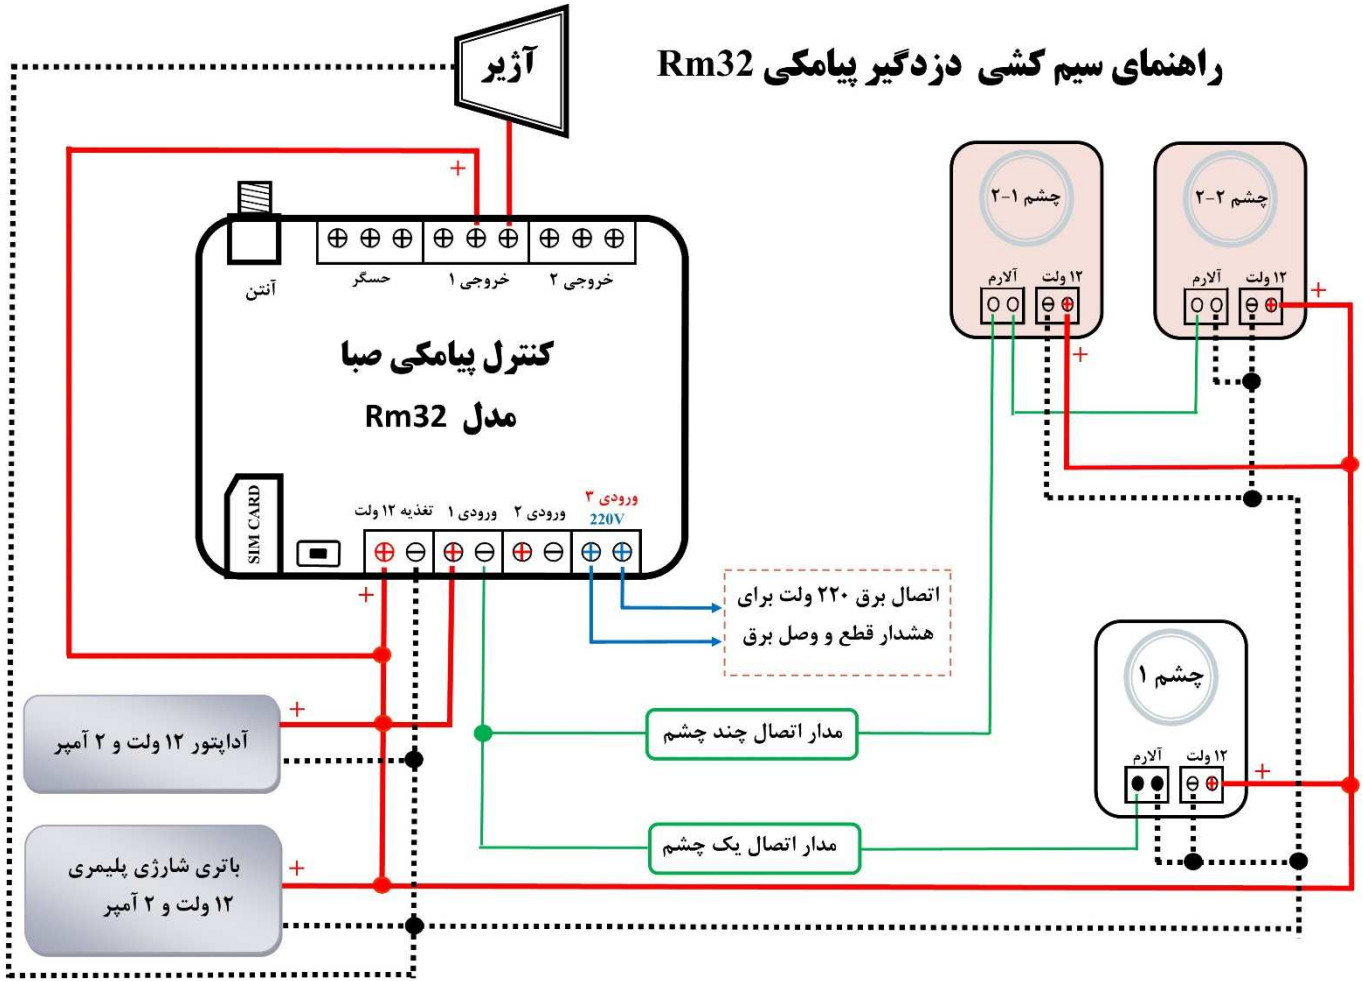 راهنمای سیم کشی دزدگیر پیامکی Rm32
آژیر
+
آنتن
حسگر
خروجی ۱
خروجی ۲
کنترل پیامکی صبا
مدل Rm32
SIM CARD
تغذیه ۱۲ ولت
ورودی ۱
ورودی ۲
ورودی ۳
220V
+
اتصال برق ۲۲۰ ولت برای
هشدار قطع و وصل برق
چشم ۱-۲
آلارم
۱۲ ولت
+
چشم ۲-۲
آلارم
۱۲ ولت
+
چشم ۱
آلارم
۱۲ ولت
+
مدار اتصال چند چشم
مدار اتصال یک چشم
آداپتور ۱۲ ولت و ۲ آمپر
+
باتری شارژی پلیمری
۱۲ ولت و ۲ آمپر
+